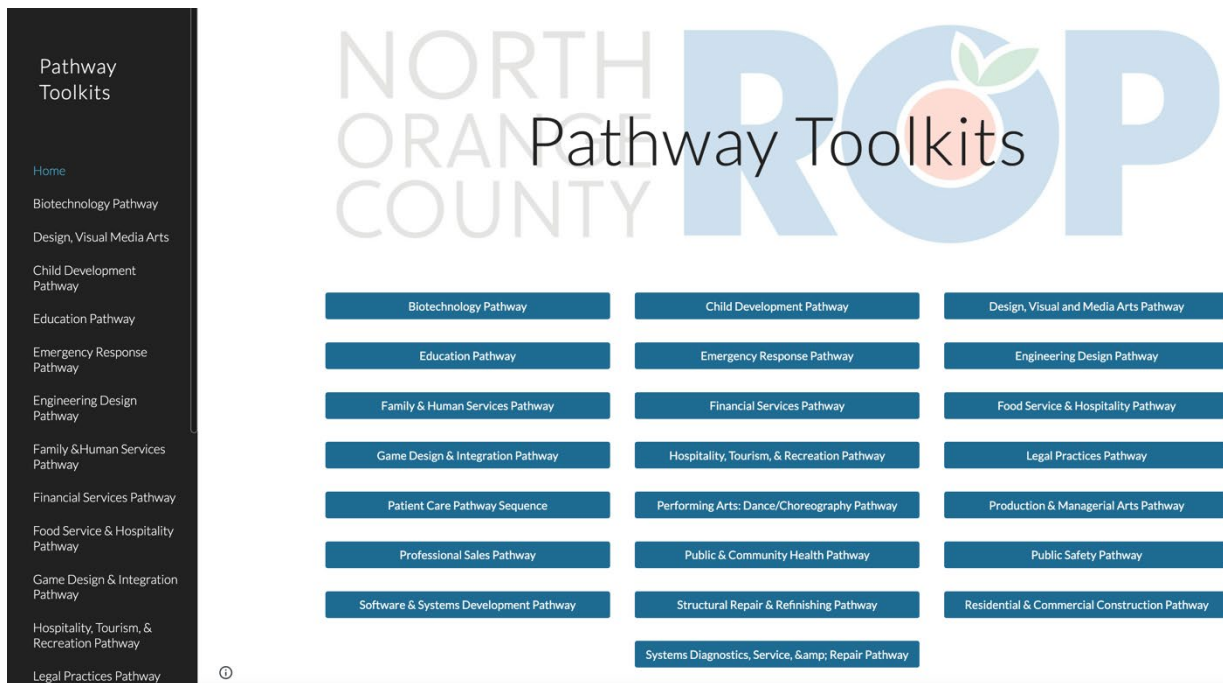 Pathway
Toolkits
Home
Biotechnology Pathway
Design, Visual Media Arts
Child Development
Pathway
Education Pathway
Emergency Response
Pathway
Engineering Design
Pathway
Family &Human Services
Pathway
Financial Services Pathway
Food Service & Hospitality
Pathway
Game Design & Integration
Pathway
Hospitality, Tourism, &
Recreation Pathway
Legal Practices Pathway
NORTH
ORANGE
COUNTY
ROP
Pathway Toolkits
Biotechnology Pathway
Child Development Pathway
Design, Visual and Media Arts Pathway
Education Pathway
Emergency Response Pathway
Engineering Design Pathway
Family & Human Services Pathway
Financial Services Pathway
Food Service & Hospitality Pathway
Game Design & Integration Pathway
Hospitality, Tourism, & Recreation Pathway
Legal Practices Pathway
Patient Care Pathway Sequence
Performing Arts: Dance/Choreography Pathway
Production & Managerial Arts Pathway
Professional Sales Pathway
Public & Community Health Pathway
Public Safety Pathway
Software & Systems Development Pathway
Structural Repair & Refinishing Pathway
Residential & Commercial Construction Pathway
Systems Diagnostics, Service, &amp; Repair Pathway